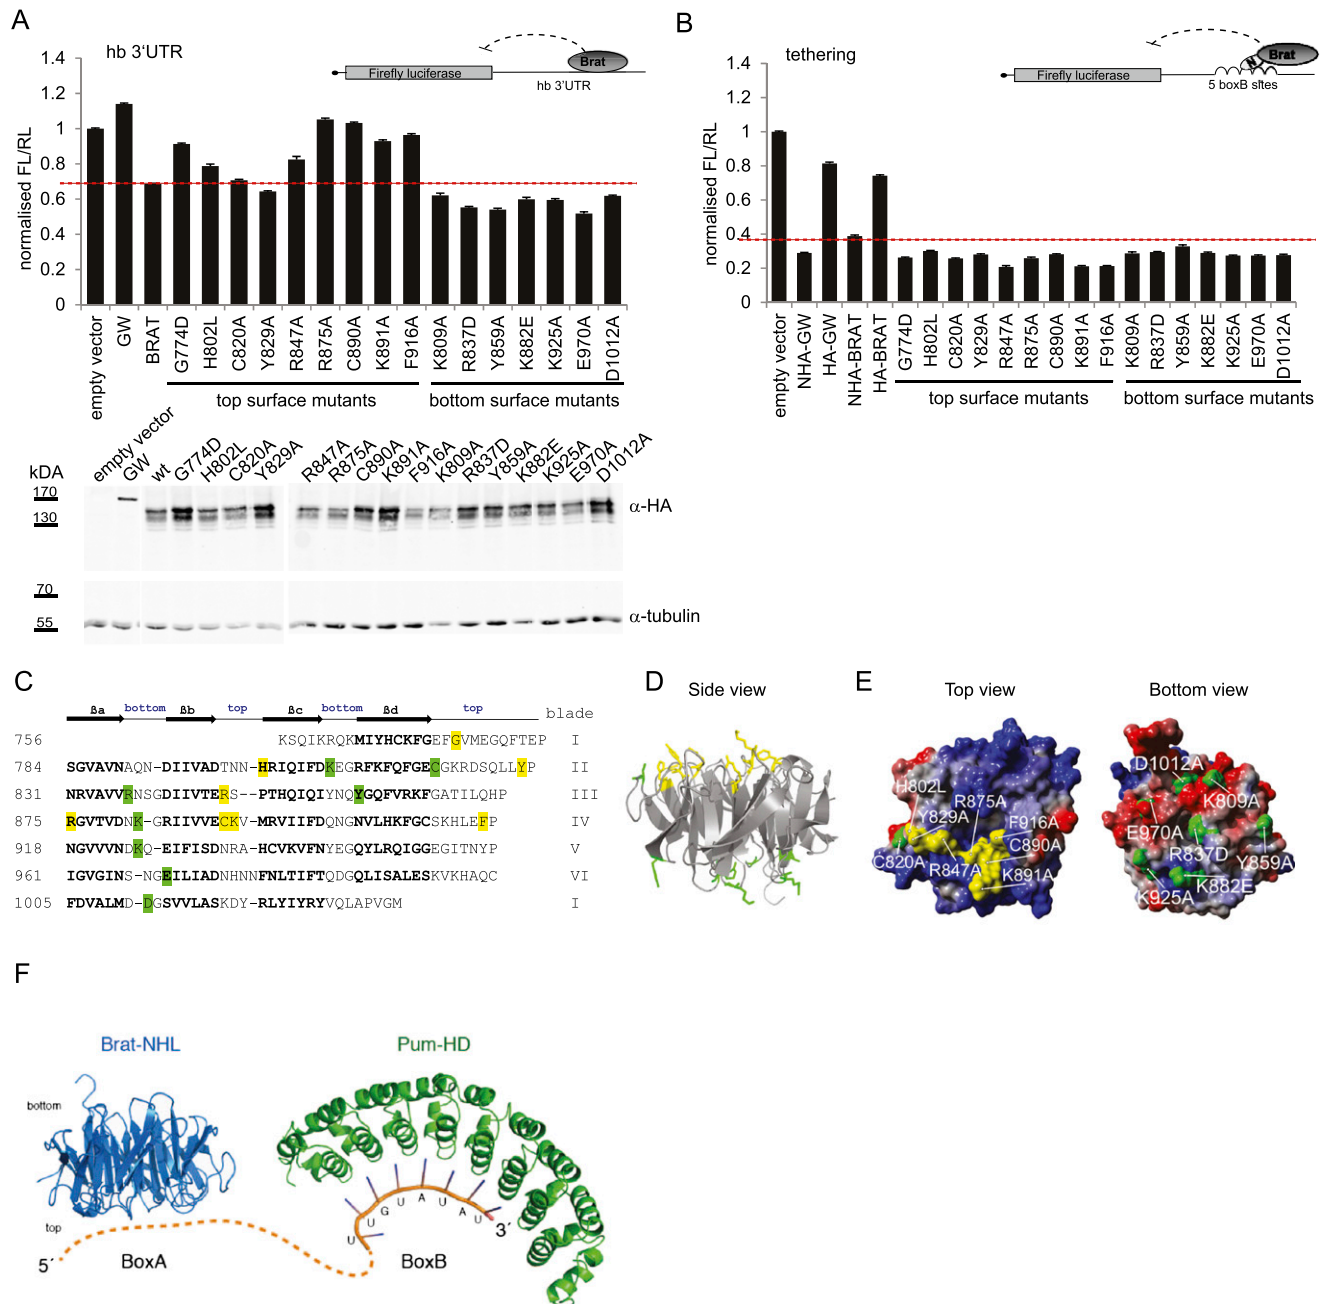 A
hb 3'UTR
Brat
Firefly luciferase
hb 3'UTR
normalised FL/RL
1.4
1.2
1
0.8
0.6
0.4
0.2
0
empty vector
GW
BRAT
G774D
H802L
C820A
Y829A
R847A
R875A
C890A
K891A
F916A
K809A
R837D
Y859A
K882E
K925A
E970A
D1012A
top surface mutants
bottom surface mutants
kDA
empty vector
GW
wt
G774D
H802L
C820A
Y829A
R847A
R875A
C890A
K891A
F916A
K809A
R837D
Y859A
K882E
K925A
E970A
D1012A
170
130
α-HA
70
55
α-tubulin
B
tethering
N
Brat
Firefly luciferase
5 boxB sites
normalised FL/RL
1.4
1.2
1
0.8
0.6
0.4
0.2
0
empty vector
NHA-GW
HA-GW
NHA-BRAT
HA-BRAT
G774D
H802L
C820A
Y829A
R847A
R875A
C890A
K891A
F916A
K809A
R837D
Y859A
K882E
K925A
E970A
D1012A
top surface mutants
bottom surface mutants
C
ßa bottom ßb top ßc bottom ßd top blade
756 KSQIKRQKMIYHCKFGEFGVMEGQFTEP I
784 SGVAVNAQN-DIIVADTNN-HRIQIFDKEGRFKFQFGECGKRDSQLLYP II
831 NRVAVVRNSGDIIVTERS--PTHQIQIYNQYGQFVRKFGATILQHP III
875 RGVTVDNKG-RIIVVECKV-MRVIIFDQNGNVLHKFGCSKHLEFP IV
918 NGVVVNDKQ-EIFISDNRA-HCVKVFNYEGQYLRQIGGEGITNYP V
961 IGVGINSNGEILIADNHNNFNLTIFTQDGQLISALESKVKHAQC VI
1005 FDVALMD-DGSVVLASKDY-RLYIYRYVQLAPVGM I
D
Side view
E
Top view
Bottom view
H802L
Y829A
R875A
F916A
C820A
R847A
C890A
K891A
D1012A
K809A
E970A
R837D
Y859A
K882E
K925A
F
Brat-NHL
Pum-HD
bottom
top
5´
BoxA
U U G U A U A U
3´
BoxB